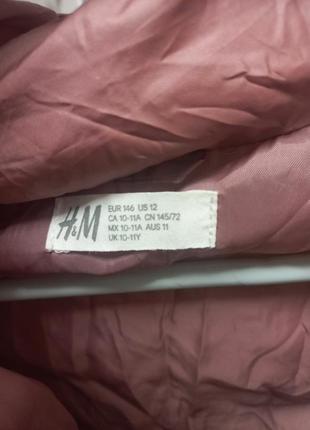 H&M
EUR 146 US 12
CA 10-11A CN 145/72
MX 10-11A AUS 11
UK 10-11Y